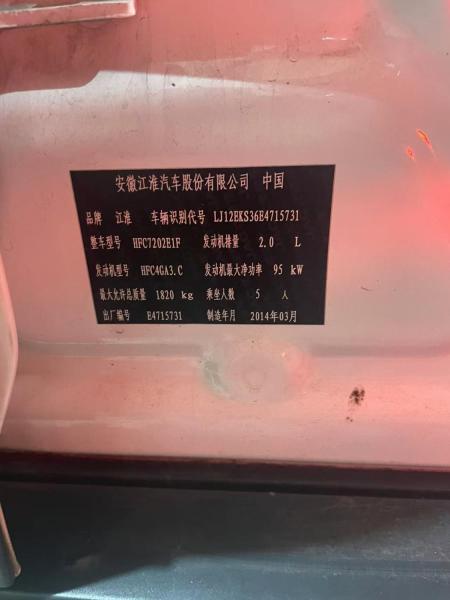 安徽江淮汽车股份有限公司 中国
品牌 江淮 车辆识别代号 LJ12EKS36E4715731
整车型号 HFC7202E1F 发动机排量 2.0 L
发动机型号 HFC4GA3.C 发动机最大净功率 95 kW
最大允许总质量 1820 kg 乘坐人数 5 人
出厂编号 E4715731 制造年月 2014年03月